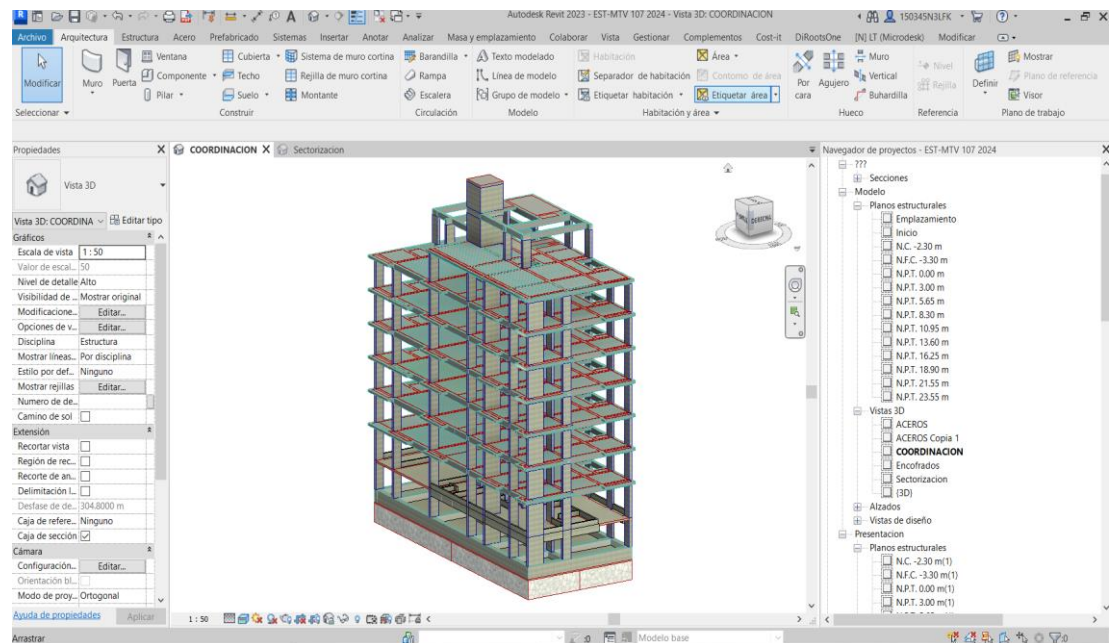 Autodesk Revit 2023 - EST-MTV 107 2024 - Vista 3D: COORDINACION
150345N3LFK
Archivo Arquitectura Estructura Acero Prefabricado Sistemas Insertar Anotar Analizar Masa y emplazamiento Colaborar Vista Gestionar Complementos Cost-it DiRootsOne [N] LT (Microdesk) Modificar
Modificar
Muro
Puerta
Ventana
Componente
Pilar
Cubierta
Techo
Suelo
Sistema de muro cortina
Rejilla de muro cortina
Montante
Barandilla
Rampa
Escalera
Texto modelado
Línea de modelo
Grupo de modelo
Habitación
Separador de habitación
Etiquetar habitación
Área
Contorno de área
Etiquetar área
Por cara
Agujero
Muro
Vertical
Buhardilla
Nivel
Rejilla
Definir
Mostrar
Plano de referencia
Visor
Seleccionar Construir Circulación Modelo Habitación y área Hueco Referencia Plano de trabajo
Propiedades X
COORDINACION X Sectorizacion
Navegador de proyectos - EST-MTV 107 2024 X
Vista 3D
Vista 3D: COORDINA Editar tipo
Gráficos
Escala de vista 1 : 50
Valor de escal... 50
Nivel de detalle Alto
Visibilidad de ... Mostrar original
Modificacione... Editar...
Opciones de v... Editar...
Disciplina Estructura
Mostrar líneas... Por disciplina
Estilo por def... Ninguno
Mostrar rejillas Editar...
Numero de de...
Camino de sol
Extensión
Recortar vista
Región de rec...
Recorte de an...
Delimitación l...
Desfase de de... 304.8000 m
Caja de refere... Ninguno
Caja de sección
Cámara
Configuración... Editar...
Orientación bl...
Modo de proy... Ortogonal
Ayuda de propiedades Aplicar
???
Secciones
Modelo
Planos estructurales
Emplazamiento
Inicio
N.C. -2.30 m
N.F.C. -3.30 m
N.P.T. 0.00 m
N.P.T. 3.00 m
N.P.T. 5.65 m
N.P.T. 8.30 m
N.P.T. 10.95 m
N.P.T. 13.60 m
N.P.T. 16.25 m
N.P.T. 18.90 m
N.P.T. 21.55 m
N.P.T. 23.55 m
Vistas 3D
ACEROS
ACEROS Copia 1
COORDINACION
Encofrados
Sectorizacion
{3D}
Alzados
Vistas de diseño
Presentacion
Planos estructurales
N.C. -2.30 m(1)
N.F.C. -3.30 m(1)
N.P.T. 0.00 m(1)
N.P.T. 3.00 m(1)
1 : 50
Arrastrar
:0
Modelo base
:0